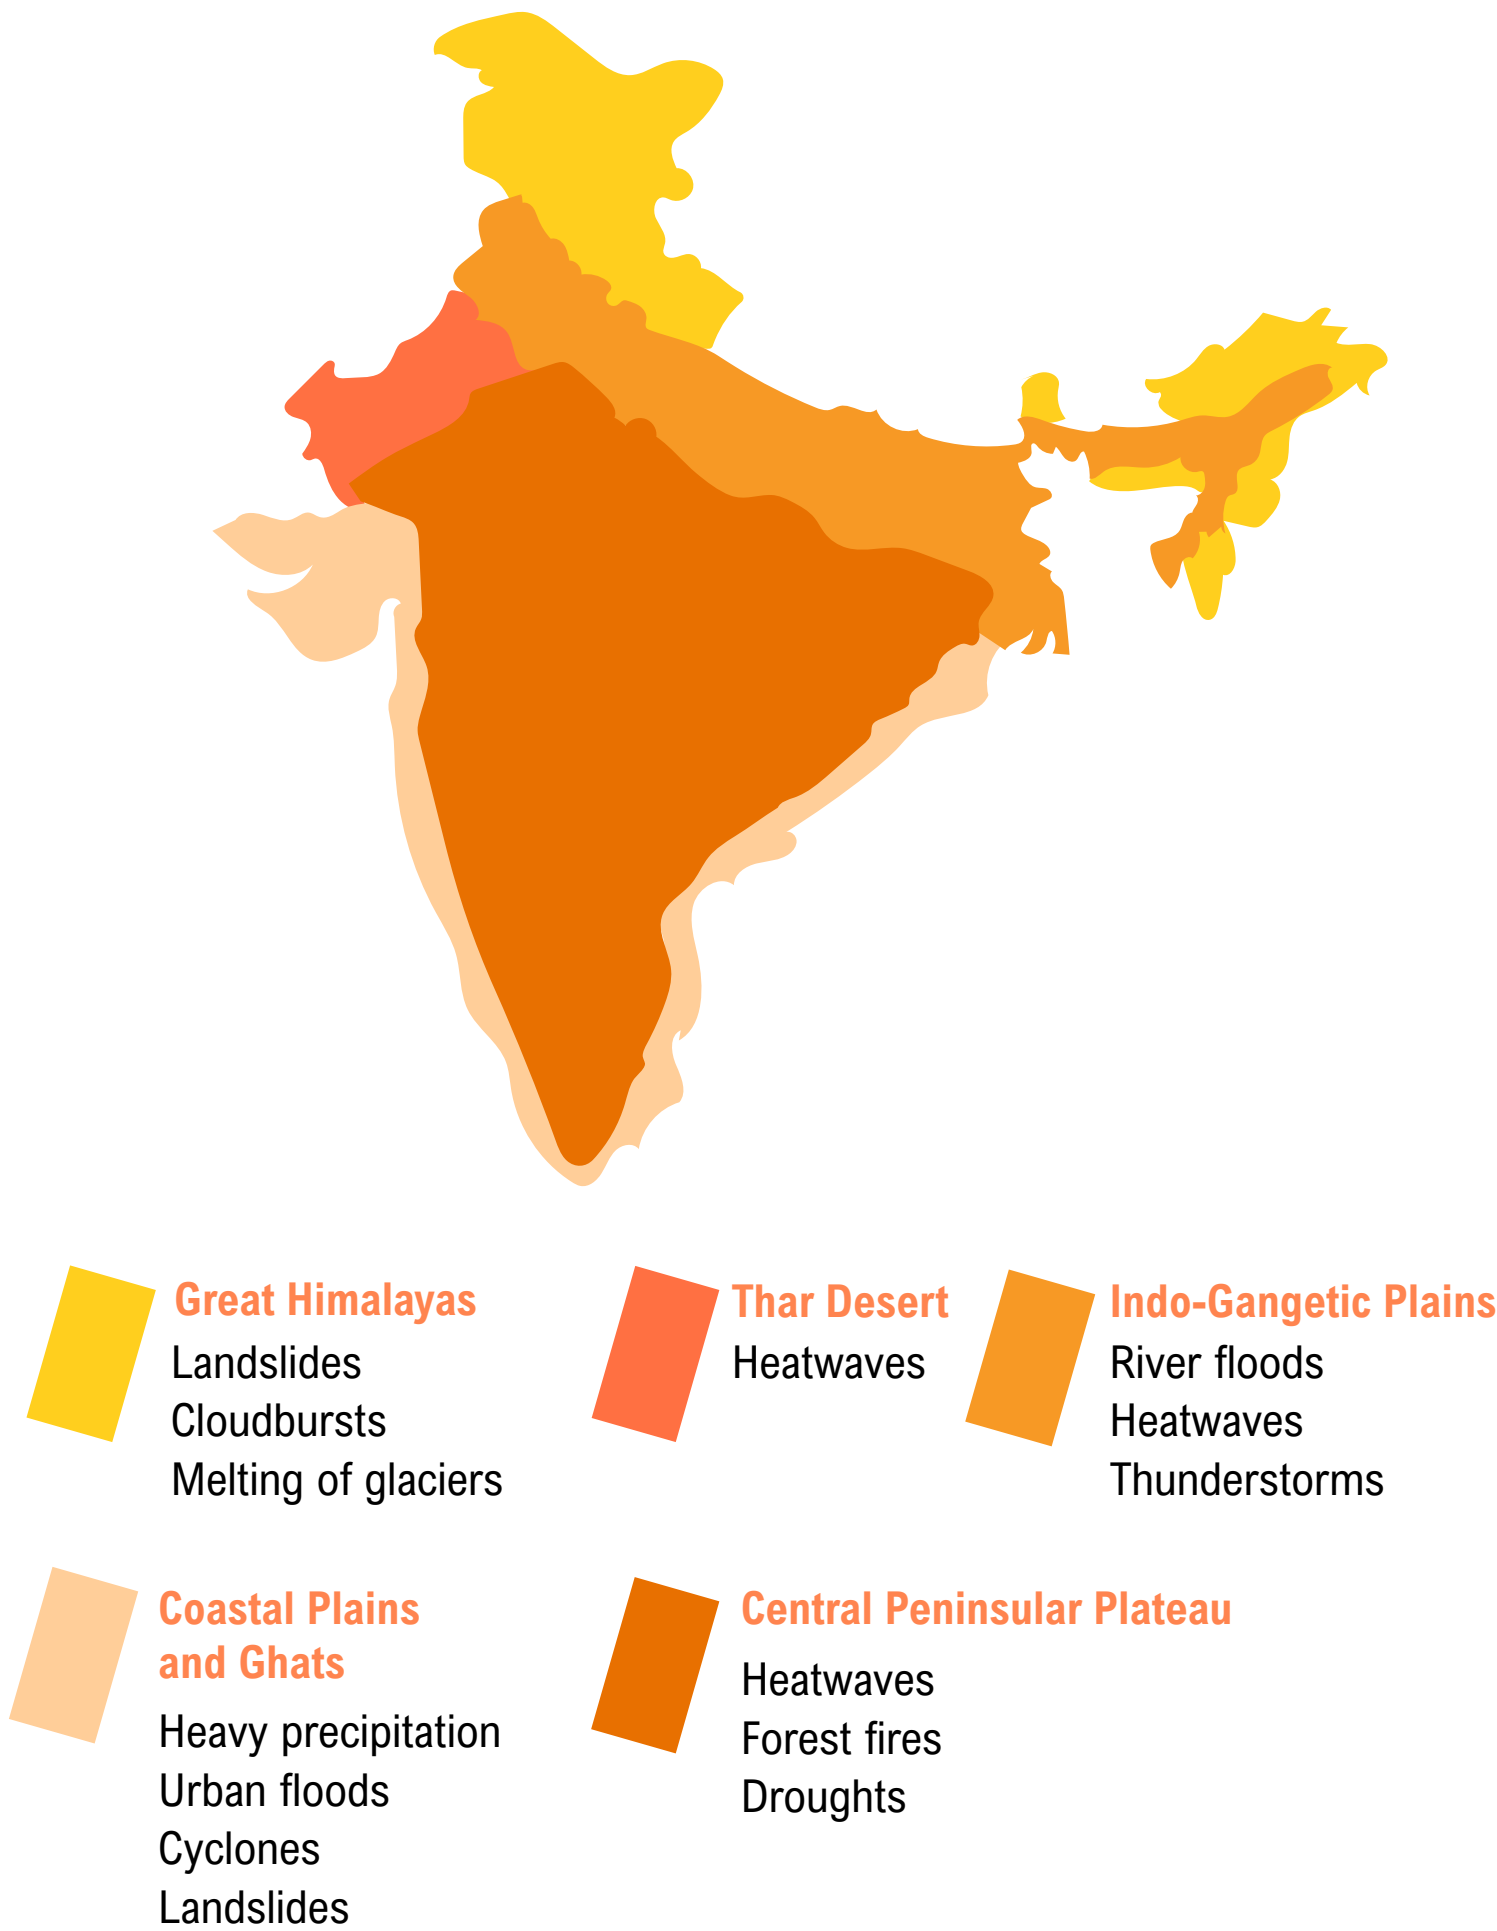 Great Himalayas
Landslides
Cloudbursts
Melting of glaciers
Thar Desert
Heatwaves
Indo-Gangetic Plains
River floods
Heatwaves
Thunderstorms
Coastal Plains
and Ghats
Heavy precipitation
Urban floods
Cyclones
Landslides
Central Peninsular Plateau
Heatwaves
Forest fires
Droughts